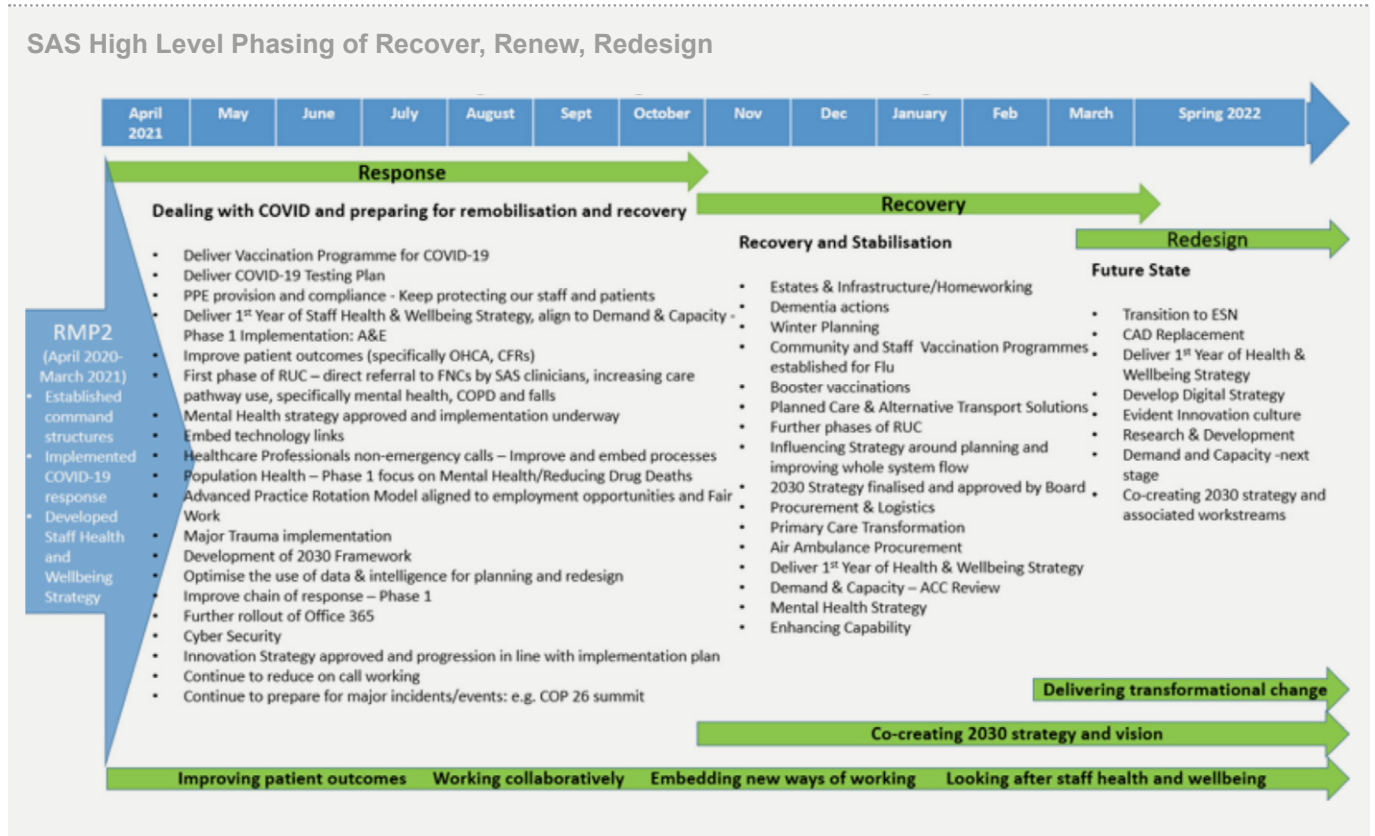 SAS High Level Phasing of Recover, Renew, Redesign
April 2021
May
June
July
August
Sept
October
Nov
Dec
January
Feb
March
Spring 2022
Response
Dealing with COVID and preparing for remobilisation and recovery
• Deliver Vaccination Programme for COVID-19
• Deliver COVID-19 Testing Plan
• PPE provision and compliance - Keep protecting our staff and patients
• Deliver 1st Year of Staff Health & Wellbeing Strategy, align to Demand & Capacity -
Phase 1 Implementation: A&E
• Improve patient outcomes (specifically OHCA, CFRs)
• First phase of RUC – direct referral to FNCs by SAS clinicians, increasing care
pathway use, specifically mental health, COPD and falls
• Mental Health strategy approved and implementation underway
• Embed technology links
• Healthcare Professionals non-emergency calls – Improve and embed processes
• Population Health – Phase 1 focus on Mental Health/Reducing Drug Deaths
• Advanced Practice Rotation Model aligned to employment opportunities and Fair
Work
• Major Trauma implementation
• Development of 2030 Framework
• Optimise the use of data & intelligence for planning and redesign
• Improve chain of response – Phase 1
• Further rollout of Office 365
• Cyber Security
• Innovation Strategy approved and progression in line with implementation plan
• Continue to reduce on call working
• Continue to prepare for major incidents/events: e.g. COP 26 summit
RMP2
(April 2020-
March 2021)
• Established
command
structures
• Implemented
COVID-19
response
• Developed
Staff Health
and
Wellbeing
Strategy
Recovery
Recovery and Stabilisation
• Estates & Infrastructure/Homeworking
• Dementia actions
• Winter Planning
• Community and Staff Vaccination Programmes
established for Flu
• Booster vaccinations
• Planned Care & Alternative Transport Solutions
• Further phases of RUC
• Influencing Strategy around planning and
improving whole system flow
• 2030 Strategy finalised and approved by Board
• Procurement & Logistics
• Primary Care Transformation
• Air Ambulance Procurement
• Deliver 1st Year of Health & Wellbeing Strategy
• Demand & Capacity – ACC Review
• Mental Health Strategy
• Enhancing Capability
Redesign
Future State
• Transition to ESN
• CAD Replacement
• Deliver 1st Year of Health &
Wellbeing Strategy
• Develop Digital Strategy
• Evident Innovation culture
• Research & Development
• Demand and Capacity -next
stage
• Co-creating 2030 strategy and
associated workstreams
Delivering transformational change
Co-creating 2030 strategy and vision
Improving patient outcomes
Working collaboratively
Embedding new ways of working
Looking after staff health and wellbeing